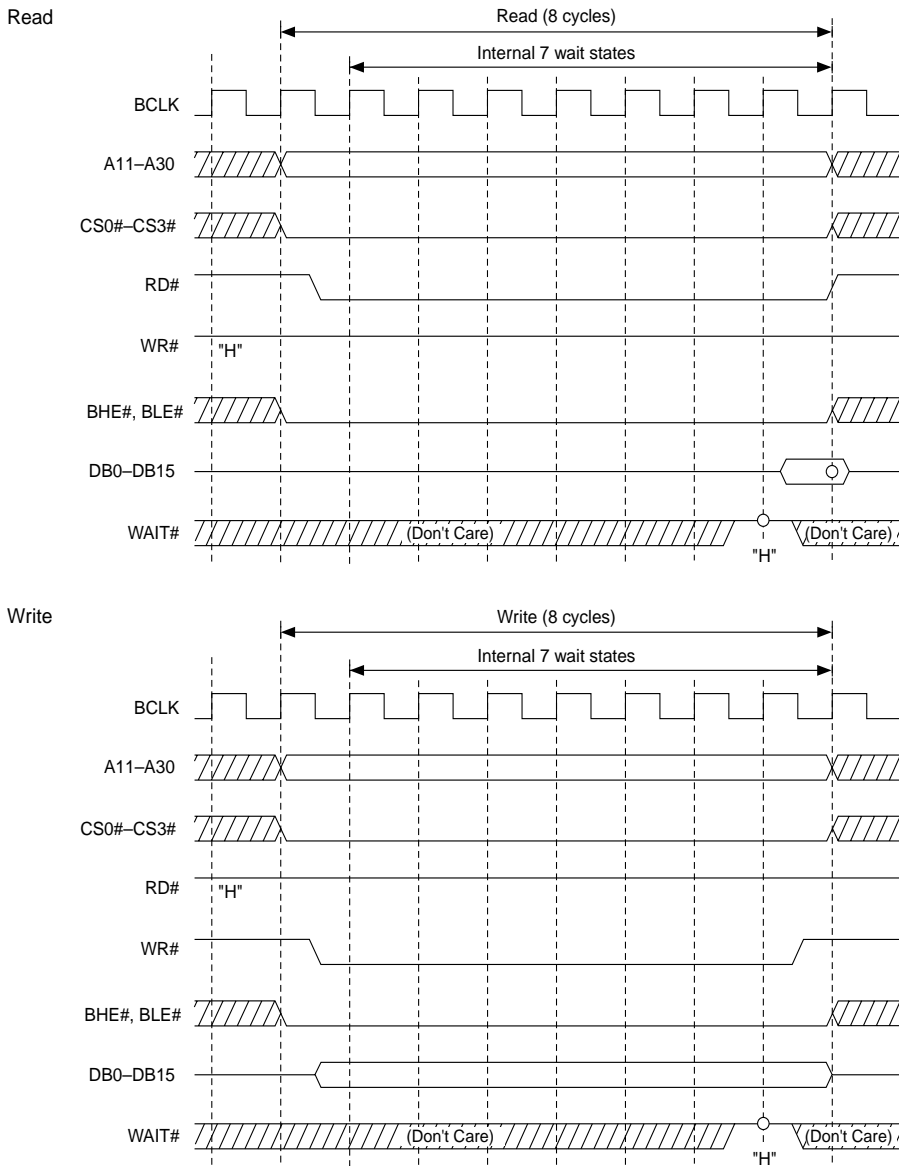 Read
Read (8 cycles)
Internal 7 wait states
BCLK
A11–A30
CS0#–CS3#
RD#
WR# "H"
BHE#, BLE#
DB0–DB15
WAIT# (Don't Care) (Don't Care)
"H"
Write
Write (8 cycles)
Internal 7 wait states
BCLK
A11–A30
CS0#–CS3#
RD# "H"
WR#
BHE#, BLE#
DB0–DB15
WAIT# (Don't Care) (Don't Care)
"H"